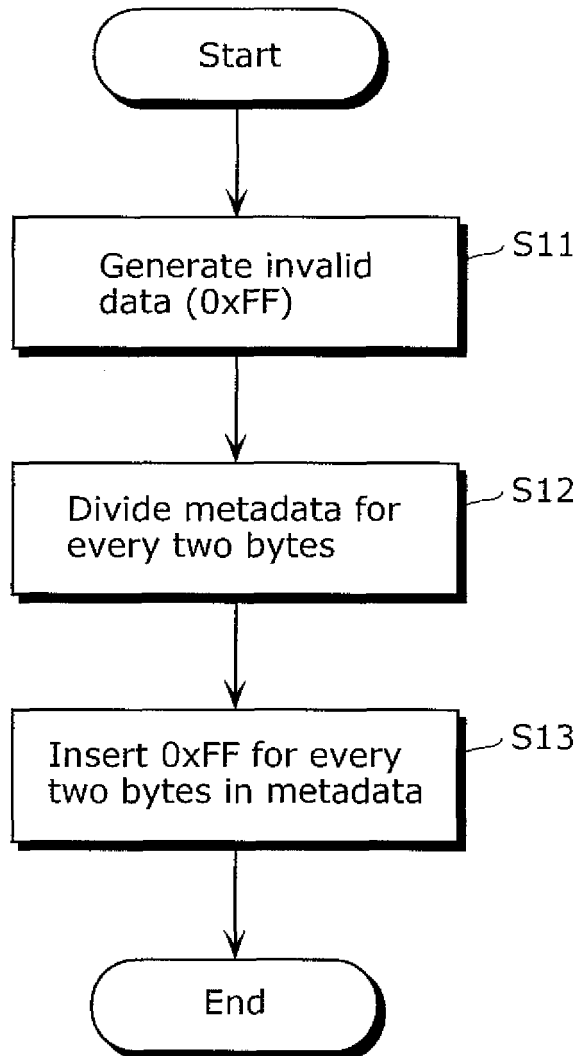 Start
Generate invalid
data (0xFF)
S11
Divide metadata for
every two bytes
S12
Insert 0xFF for every
two bytes in metadata
S13
End